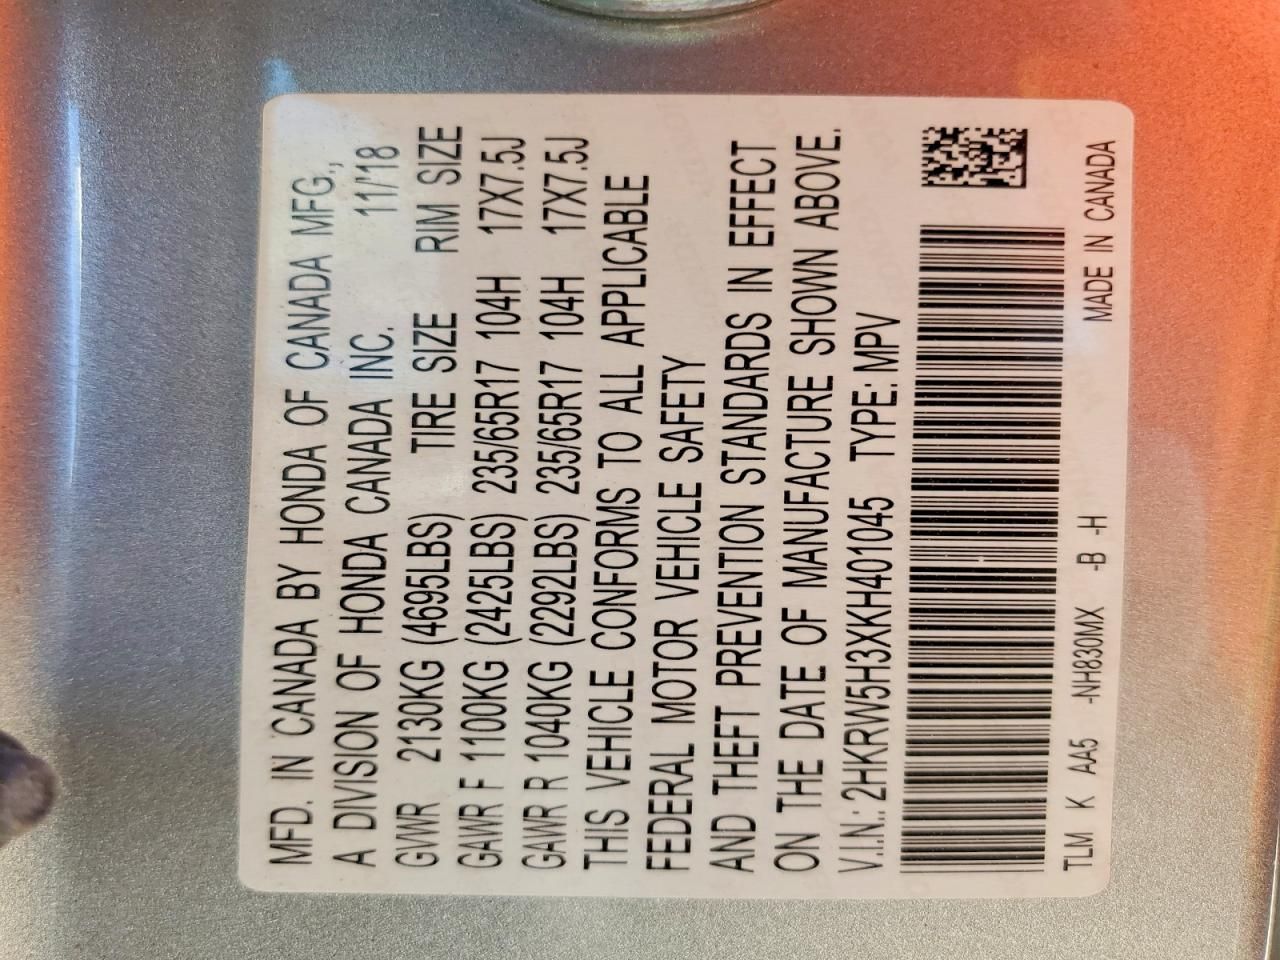 MFD. IN CANADA BY HONDA OF CANADA MFG.,
A DIVISION OF HONDA CANADA INC. 11/'18
GVWR 2130KG (4695LBS) TIRE SIZE RIM SIZE
GAWR F 1100KG (2425LBS) 235/65R17 104H 17X7.5J
GAWR R 1040KG (2292LBS) 235/65R17 104H 17X7.5J
THIS VEHICLE CONFORMS TO ALL APPLICABLE
FEDERAL MOTOR VEHICLE SAFETY
AND THEFT PREVENTION STANDARDS IN EFFECT
ON THE DATE OF MANUFACTURE SHOWN ABOVE.
V.I.N.: 2HKRW5H3XKH401045 TYPE: MPV
TLM K AA5 -NH830MX -B -H MADE IN CANADA